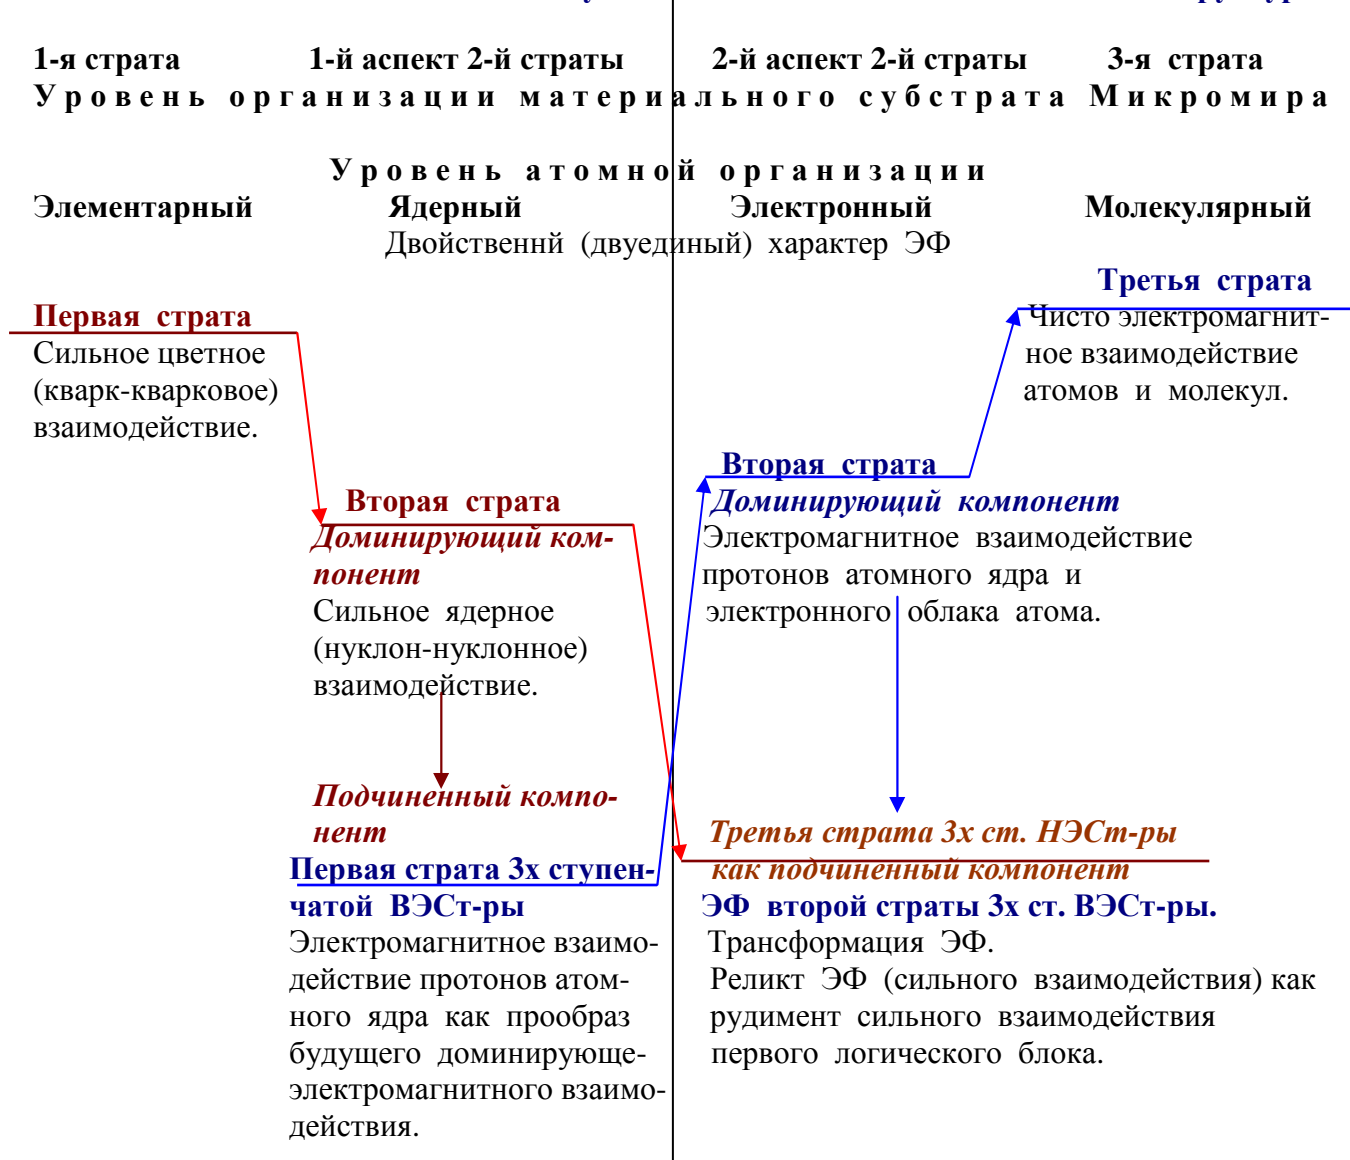 1-я страта 1-й аспект 2-й страты 2-й аспект 2-й страты 3-я страта
Уровень организации материального субстрата Микромира
Уровень атомной организации
Элементарный Ядерный Электронный Молекулярный
Двойственнй (двуединый) характер ЭФ
Первая страта
Сильное цветное
(кварк-кварковое)
взаимодействие.
Вторая страта
Доминирующий ком-
понент
Сильное ядерное
(нуклон-нуклонное)
взаимодействие.
Подчиненный компо-
нент
Первая страта 3х ступен-
чатой ВЭСт-ры
Электромагнитное взаимо-
действие протонов атом-
ного ядра как прообраз
будущего доминирующе-
электромагнитного взаимо-
действия.
Вторая страта
Доминирующий компонент
Электромагнитное взаимодействие
протонов атомного ядра и
электронного облака атома.
Третья страта 3х ст. НЭСт-ры
как подчиненный компонент
ЭФ второй страты 3х ст. ВЭСт-ры.
Трансформация ЭФ.
Реликт ЭФ (сильного взаимодействия) как
рудимент сильного взаимодействия
первого логического блока.
Третья страта
Чисто электромагнит-
ное взаимодействие
атомов и молекул.